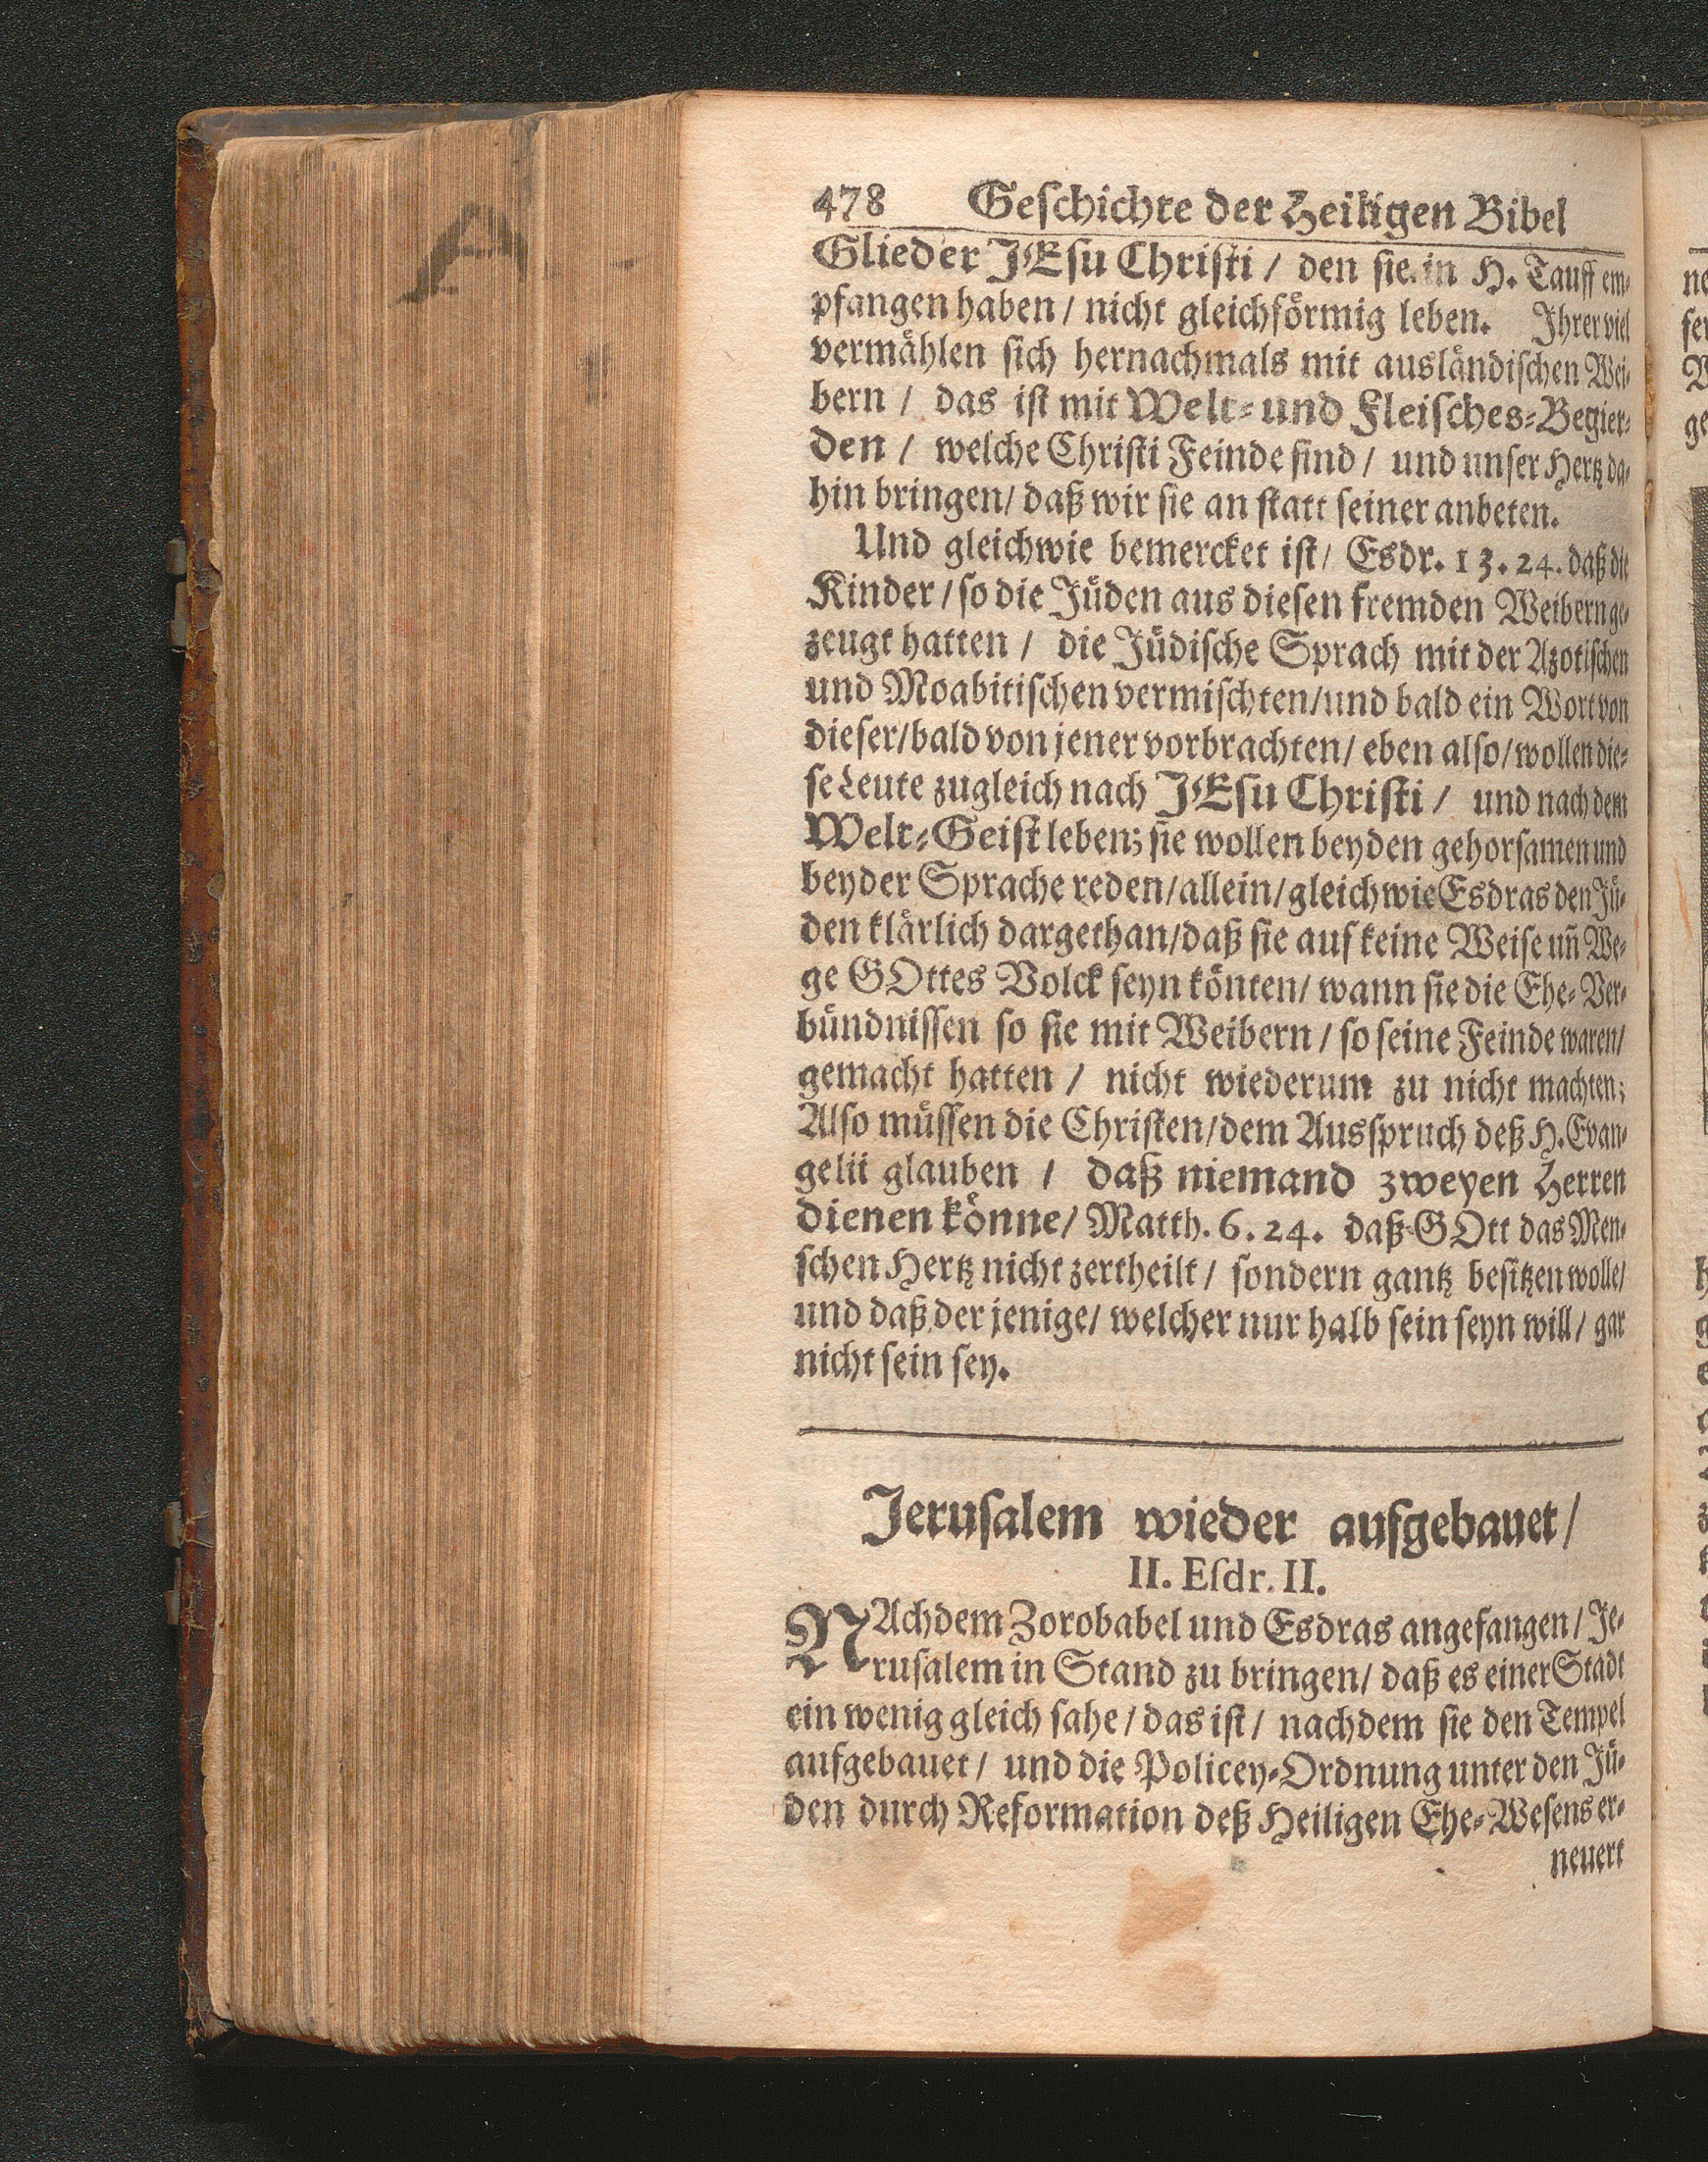 A
478 Geſchichte der Heiligen Bibel
Glieder JEſu Chriſti / den ſie in H. Tauff em-
pfangen haben / nicht gleichförmig leben. Ihrer viel
vermählen ſich hernachmals mit ausländiſchen Wei-
bern / das iſt mit Welt- und Fleiſches-Begier-
den / welche Chriſti Feinde ſind / und unſer Hertz da-
hin bringen / daß wir ſie an ſtatt ſeiner anbeten.
Und gleichwie bemercket iſt / Esdr. 13. 24. daß die
Kinder / ſo die Jüden aus dieſen fremden Weibern ge-
zeugt hatten / die Jüdiſche Sprach mit der Azotiſchen
und Moabitiſchen vermiſchten / und bald ein Wort von
dieſer / bald von jener vorbrachten / eben alſo / wollen die-
ſe Leute zugleich nach JEſu Chriſti / und nach dem
Welt-Geiſt leben; ſie wollen beyden gehorſamen und
beyder Sprache reden / allein / gleich wie Esdras den Jü-
den klärlich dargethan / daß ſie auf keine Weiſe uñ We-
ge GOttes Volck ſeyn könten / wann ſie die Ehe-Ver-
bündniſſen ſo ſie mit Weibern / ſo ſeine Feinde waren /
gemacht hatten / nicht wiederum zu nicht machten;
Alſo müſſen die Chriſten / dem Ausſpruch deß H. Evan-
gelii glauben / daß niemand zweyen Herren
dienen könne / Matth. 6. 24. daß GOtt das Men-
ſchen Hertz nicht zertheilt / ſondern gantz beſitzen wolle /
und daß der jenige / welcher nur halb ſein ſeyn will / gar
nicht ſein ſey.
Jeruſalem wieder aufgebauet /
II. Eſdr. II.
NAchdem Zorobabel und Esdras angefangen / Je-
ruſalem in Stand zu bringen / daß es einer Stadt
ein wenig gleich ſahe / das iſt / nachdem ſie den Tempel
aufgebauet / und die Policey-Ordnung unter den Jü-
den durch Reformation deß Heiligen Ehe-Weſens er-
neuert